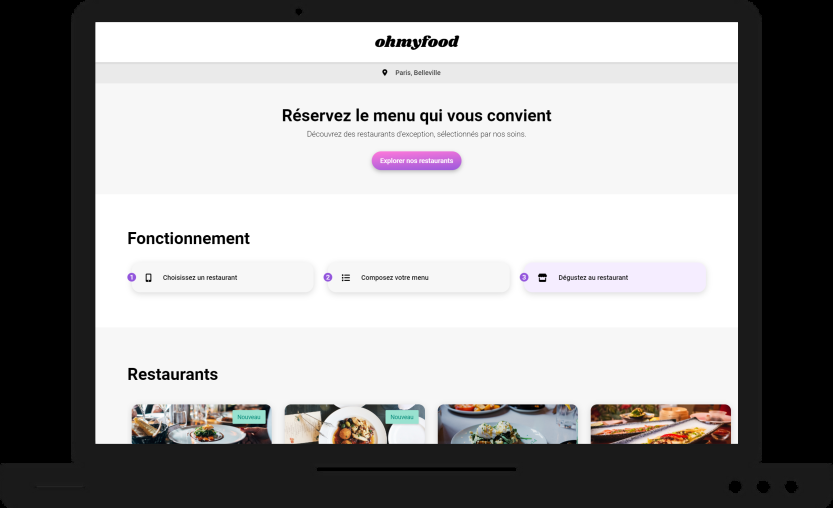 ohmyfood
Paris, Belleville
Réservez le menu qui vous convient
Découvrez des restaurants d'exception, sélectionnés par nos soins.
Explorer nos restaurants
Fonctionnement
1 Choisissez un restaurant
2 Composez votre menu
3 Dégustez au restaurant
Restaurants
Nouveau
Nouveau